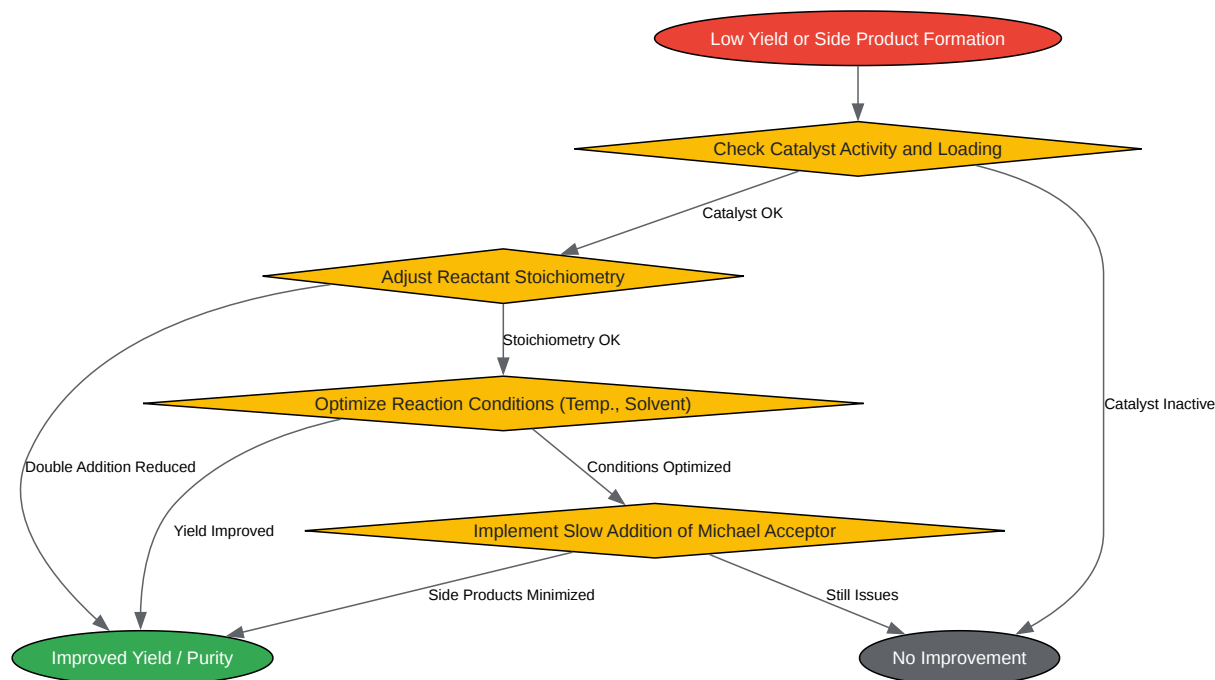 Low Yield or Side Product Formation
Check Catalyst Activity and Loading
Catalyst OK
Adjust Reactant Stoichiometry
Stoichiometry OK
Optimize Reaction Conditions (Temp., Solvent)
Catalyst Inactive
Double Addition Reduced
Conditions Optimized
Yield Improved
Implement Slow Addition of Michael Acceptor
Side Products Minimized
Still Issues
Improved Yield / Purity
No Improvement